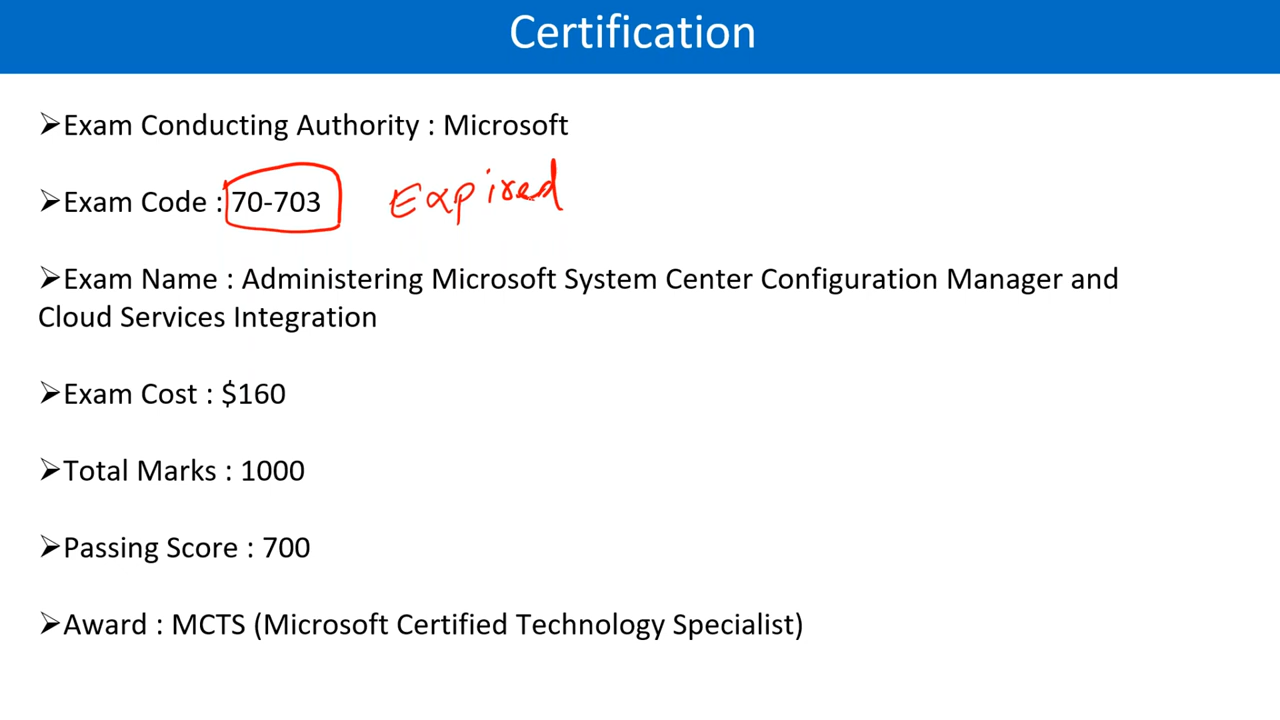 Certification
➢Exam Conducting Authority : Microsoft
➢Exam Code : 70-703 Expired
➢Exam Name : Administering Microsoft System Center Configuration Manager and
Cloud Services Integration
➢Exam Cost : $160
➢Total Marks : 1000
➢Passing Score : 700
➢Award : MCTS (Microsoft Certified Technology Specialist)